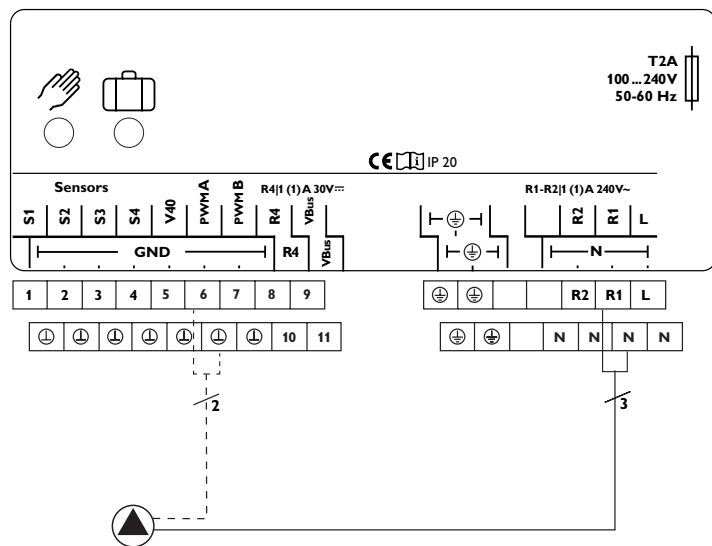 T2A
100 ... 240V
50-60 Hz
CE i IP 20
Sensors
R4|1 (1) A 30V⎓
R1-R2|1 (1) A 240V~
S1 S2 S3 S4 V40 PWM A PWM B R4 VBus
R2 R1 L
GND R4 VBus
N
1 2 3 4 5 6 7 8 9
R2 R1 L
10 11
N N N N
2
3